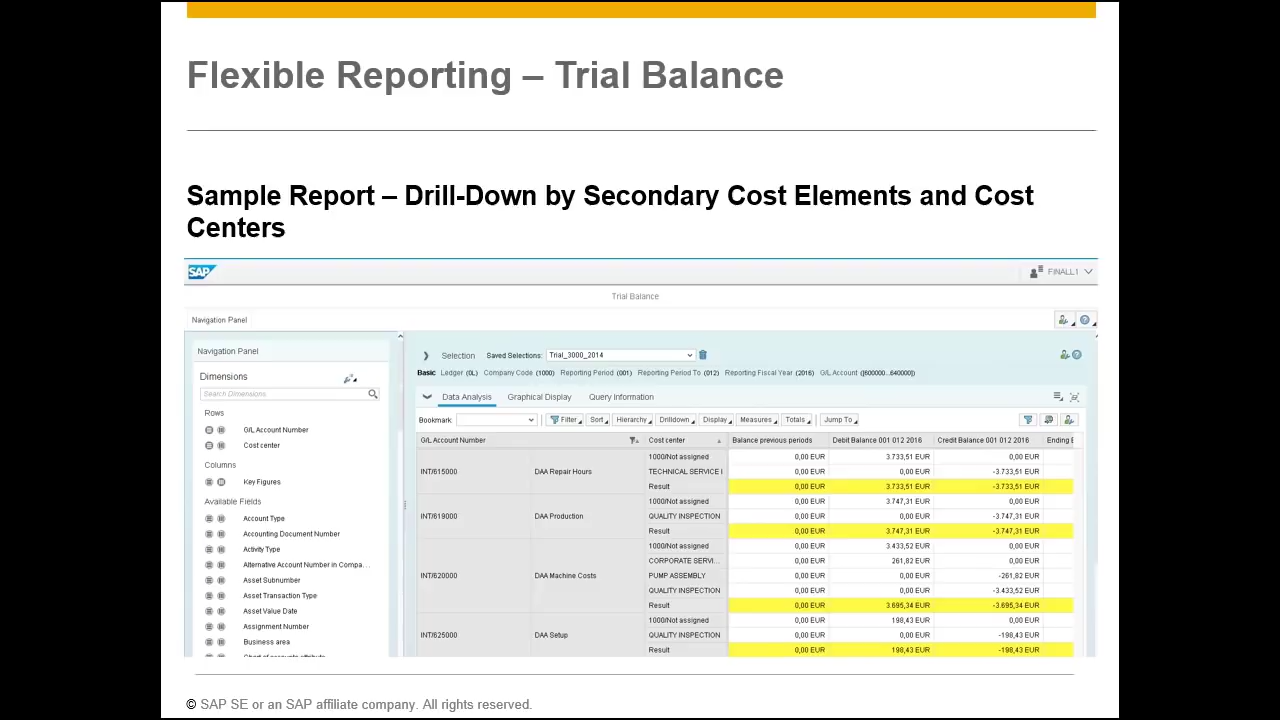 Flexible Reporting – Trial Balance
Sample Report – Drill-Down by Secondary Cost Elements and Cost
Centers
SAP
FINALL1
Trial Balance
Navigation Panel
Navigation Panel
Dimensions
Search Dimensions
Rows
G/L Account Number
Cost center
Columns
Key Figures
Available Fields
Account Type
Accounting Document Number
Activity Type
Alternative Account Number in Compa...
Asset Subnumber
Asset Transaction Type
Asset Value Date
Assignment Number
Business area
Selection Saved Selections: Trial_3000_2014
Basic Ledger (0L) Company Code (1000) Reporting Period (001) Reporting Period To (012) Reporting Fiscal Year (2016) G/L Account ([600000...640000])
Data Analysis Graphical Display Query Information
Bookmark Filter Sort Hierarchy Drilldown Display Measures Totals Jump To
G/L Account Number Cost center Balance previous periods Debit Balance 001 012 2016 Credit Balance 001 012 2016 Ending
1000/Not assigned 0,00 EUR 3.733,51 EUR 0,00 EUR
INT/615000 DAA Repair Hours TECHNICAL SERVICE 0,00 EUR 0,00 EUR -3.733,51 EUR
Result 0,00 EUR 3.733,51 EUR -3.733,51 EUR
1000/Not assigned 0,00 EUR 3.747,31 EUR 0,00 EUR
INT/619000 DAA Production QUALITY INSPECTION 0,00 EUR 0,00 EUR -3.747,31 EUR
Result 0,00 EUR 3.747,31 EUR -3.747,31 EUR
1000/Not assigned 0,00 EUR 3.433,52 EUR 0,00 EUR
CORPORATE SERVI... 0,00 EUR 261,82 EUR 0,00 EUR
INT/620000 DAA Machine Costs PUMP ASSEMBLY 0,00 EUR 0,00 EUR -261,82 EUR
QUALITY INSPECTION 0,00 EUR 0,00 EUR -3.433,52 EUR
Result 0,00 EUR 3.695,34 EUR -3.695,34 EUR
1000/Not assigned 0,00 EUR 198,43 EUR 0,00 EUR
INT/625000 DAA Setup QUALITY INSPECTION 0,00 EUR 0,00 EUR -198,43 EUR
Result 0,00 EUR 198,43 EUR -198,43 EUR
© SAP SE or an SAP affiliate company. All rights reserved.